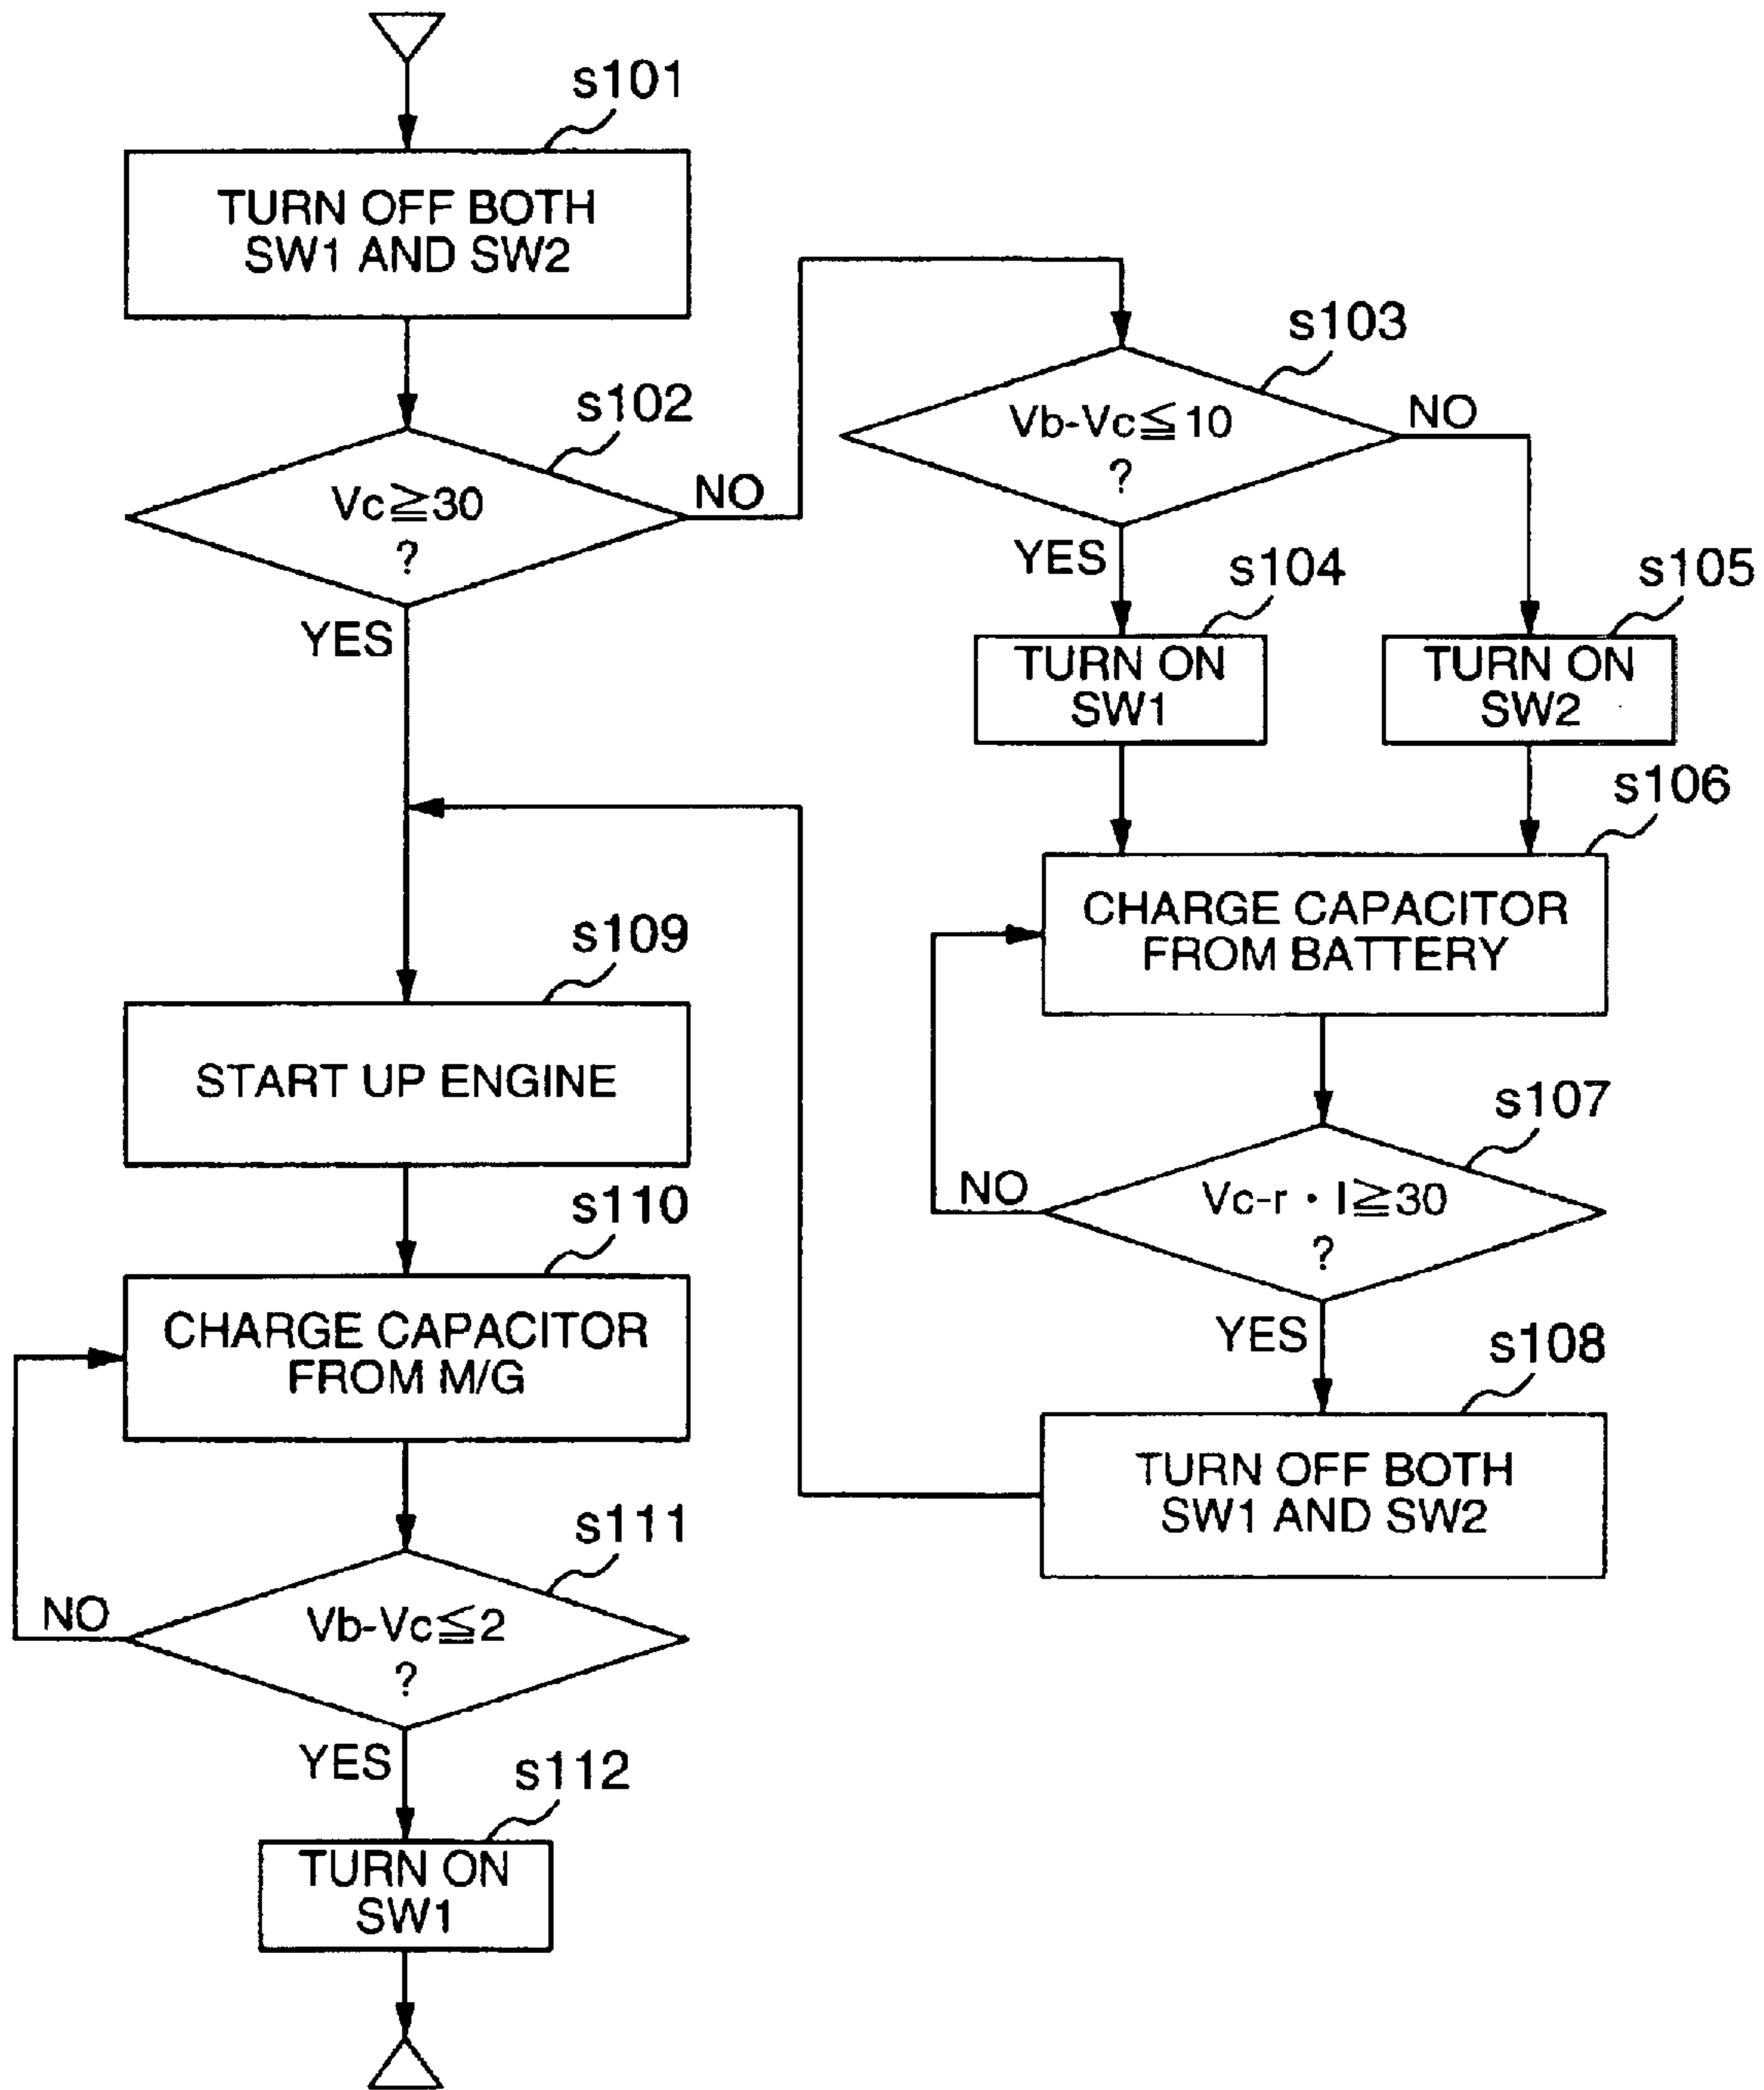 s101
TURN OFF BOTH
SW1 AND SW2
s102
Vc≧30
?
NO
YES
s103
Vb-Vc≦10
?
NO
YES
s104
TURN ON
SW1
s105
TURN ON
SW2
s106
CHARGE CAPACITOR
FROM BATTERY
s107
Vc-r・I≧30
?
NO
YES
s108
TURN OFF BOTH
SW1 AND SW2
s109
START UP ENGINE
s110
CHARGE CAPACITOR
FROM M/G
s111
Vb-Vc≦2
?
NO
YES
s112
TURN ON
SW1